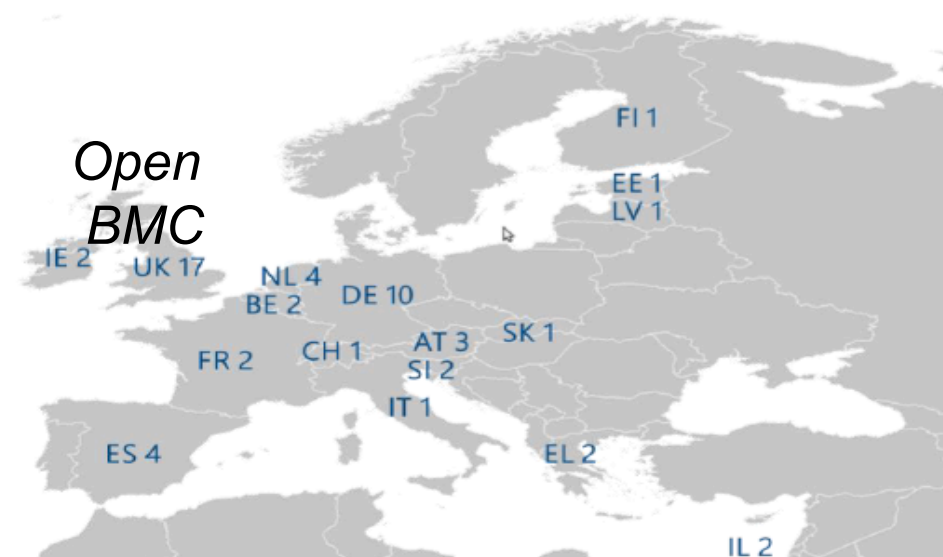 FI 1
Open
BMC
EE 1
LV 1
IE 2
UK 17
NL 4
BE 2
DE 10
SK 1
AT 3
CH 1
FR 2
SI 2
IT 1
ES 4
EL 2
IL 2